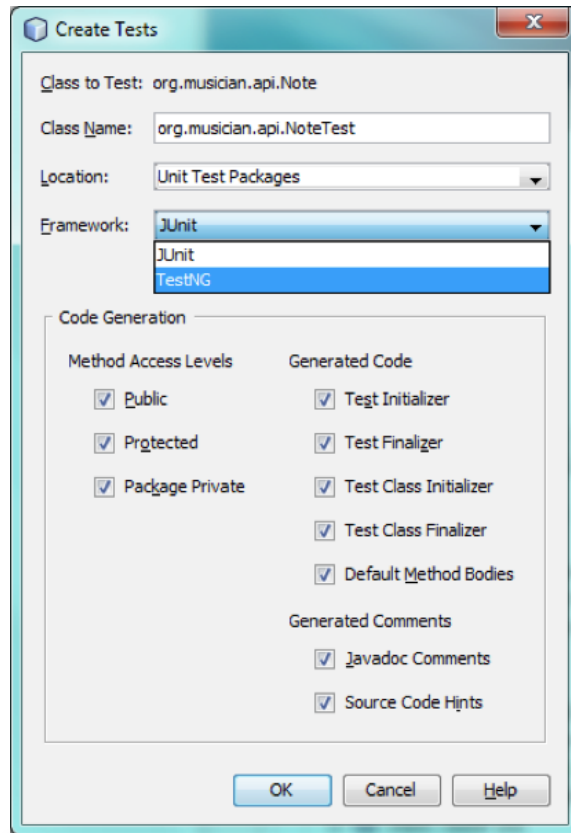 Create Tests
Class to Test: org.musician.api.Note
Class Name: org.musician.api.NoteTest
Location: Unit Test Packages
Framework: JUnit
JUnit
TestNG
Code Generation
Method Access Levels Generated Code
Public Test Initializer
Protected Test Finalizer
Package Private Test Class Initializer
Test Class Finalizer
Default Method Bodies
Generated Comments
Javadoc Comments
Source Code Hints
OK Cancel Help